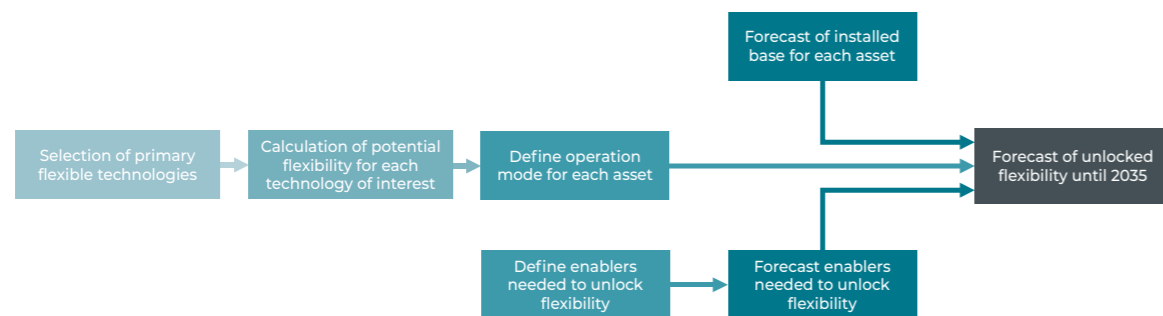 Forecast of installed
base for each asset
Selection of primary
flexible technologies
Calculation of potential
flexibility for each
technology of interest
Define operation
mode for each asset
Forecast of unlocked
flexibility until 2035
Define enablers
needed to unlock
flexibility
Forecast enablers
needed to unlock
flexibility